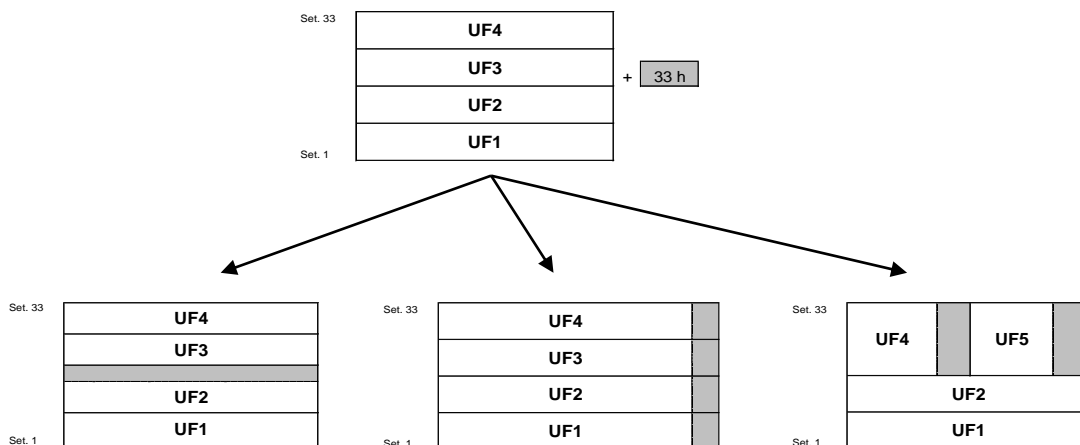 Set. 33
UF4
UF3
+ 33 h
UF2
UF1
Set. 1
Set. 33
UF4
UF3
UF2
UF1
Set. 1
Set. 33
UF4
UF3
UF2
UF1
Set. 1
Set. 33
UF4 UF5
UF2
UF1
Set. 1